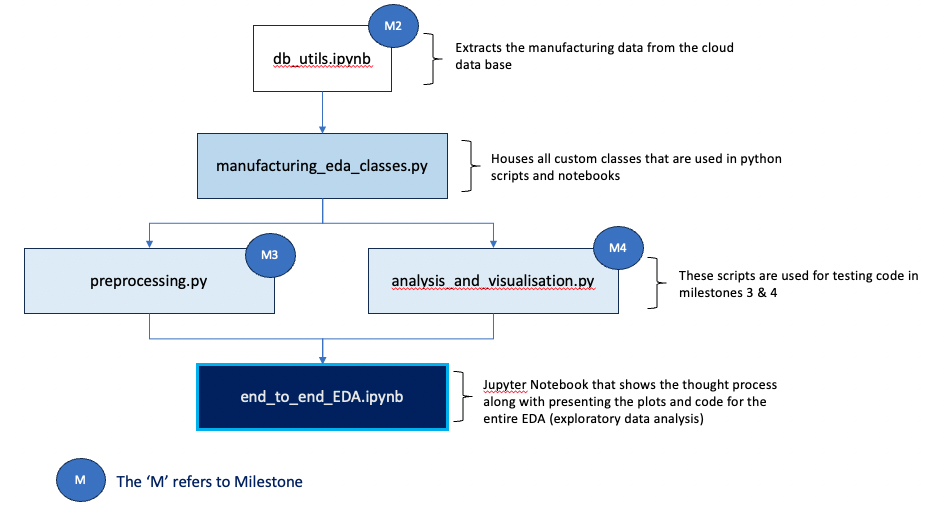 M2
db_utils.ipynb
Extracts the manufacturing data from the cloud
data base
manufacturing_eda_classes.py
Houses all custom classes that are used in python
scripts and notebooks
M3
preprocessing.py
M4
analysis_and_visualisation.py
These scripts are used for testing code in
milestones 3 & 4
end_to_end_EDA.ipynb
Jupyter Notebook that shows the thought process
along with presenting the plots and code for the
entire EDA (exploratory data analysis)
M
The ‘M’ refers to Milestone